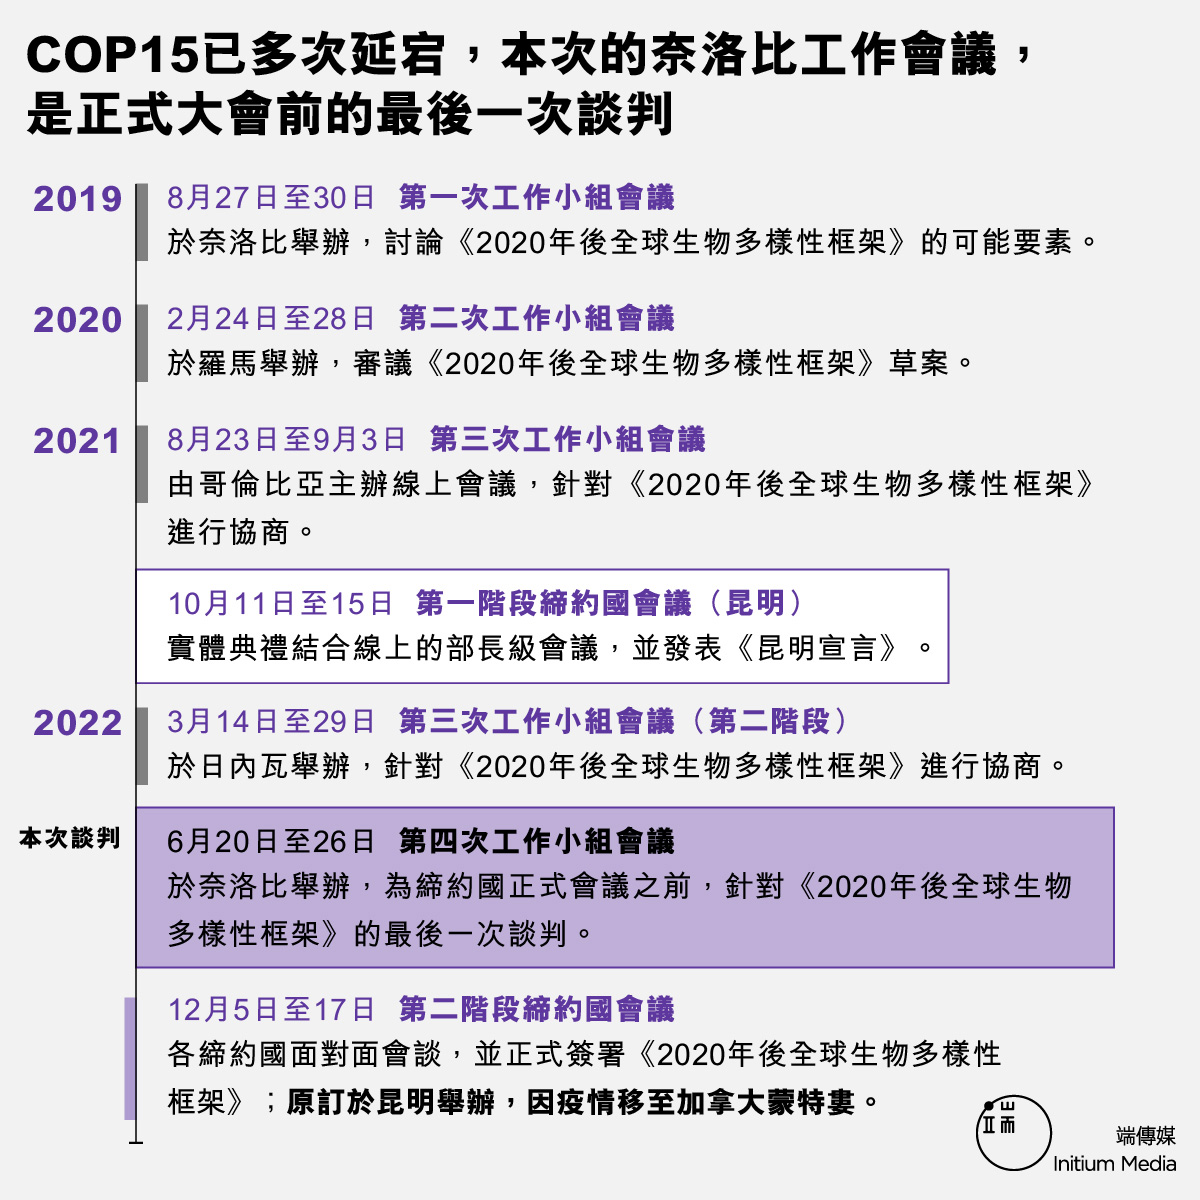 COP15已多次延宕，本次的奈洛比工作會議，
是正式大會前的最後一次談判
2019
8月27日至30日 第一次工作小組會議
於奈洛比舉辦，討論《2020年後全球生物多樣性框架》的可能要素。
2020
2月24日至28日 第二次工作小組會議
於羅馬舉辦，審議《2020年後全球生物多樣性框架》草案。
2021
8月23日至9月3日 第三次工作小組會議
由哥倫比亞主辦線上會議，針對《2020年後全球生物多樣性框架》
進行協商。
10月11日至15日 第一階段締約國會議（昆明）
實體典禮結合線上的部長級會議，並發表《昆明宣言》。
2022
3月14日至29日 第三次工作小組會議（第二階段）
於日內瓦舉辦，針對《2020年後全球生物多樣性框架》進行協商。
本次談判
6月20日至26日 第四次工作小組會議
於奈洛比舉辦，為締約國正式會議之前，針對《2020年後全球生物
多樣性框架》的最後一次談判。
12月5日至17日 第二階段締約國會議
各締約國面對面會談，並正式簽署《2020年後全球生物多樣性
框架》；原訂於昆明舉辦，因疫情移至加拿大蒙特婁。
端
端傳媒
Initium Media